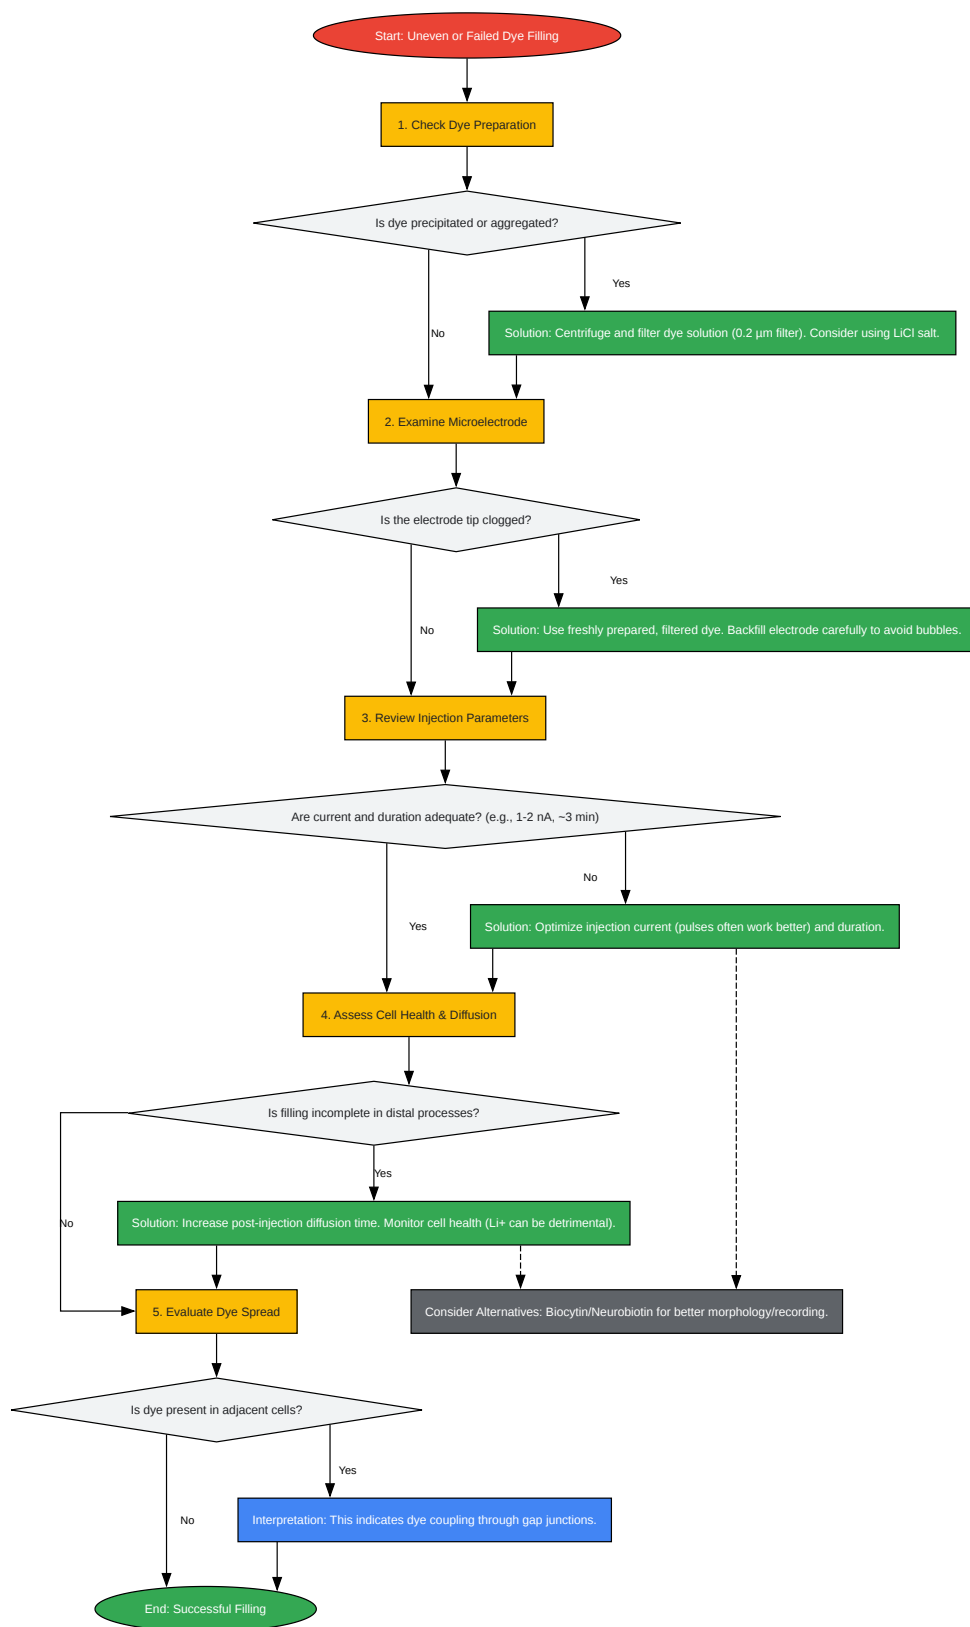 Start: Uneven or Failed Dye Filling
1. Check Dye Preparation
Is dye precipitated or aggregated?
Yes
No
Solution: Centrifuge and filter dye solution (0.2 µm filter). Consider using LiCl salt.
2. Examine Microelectrode
Is the electrode tip clogged?
Yes
No
Solution: Use freshly prepared, filtered dye. Backfill electrode carefully to avoid bubbles.
3. Review Injection Parameters
Are current and duration adequate? (e.g., 1-2 nA, ~3 min)
No
Yes
Solution: Optimize injection current (pulses often work better) and duration.
4. Assess Cell Health & Diffusion
Is filling incomplete in distal processes?
Yes
No
Solution: Increase post-injection diffusion time. Monitor cell health (Li+ can be detrimental).
5. Evaluate Dye Spread
Consider Alternatives: Biocytin/Neurobiotin for better morphology/recording.
Is dye present in adjacent cells?
Yes
No
Interpretation: This indicates dye coupling through gap junctions.
End: Successful Filling